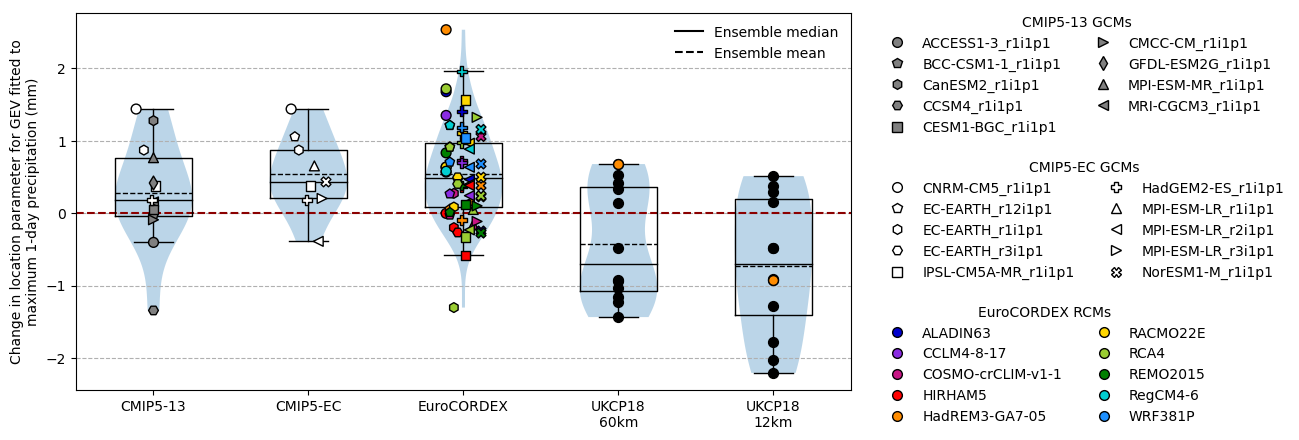 Change in location parameter for GEV fitted to
maximum 1-day precipitation (mm)
2
1
0
−1
−2
Ensemble median
Ensemble mean
CMIP5-13
CMIP5-EC
EuroCORDEX
UKCP18
60km
UKCP18
12km
CMIP5-13 GCMs
ACCESS1-3_r1i1p1
BCC-CSM1-1_r1i1p1
CanESM2_r1i1p1
CCSM4_r1i1p1
CESM1-BGC_r1i1p1
CMCC-CM_r1i1p1
GFDL-ESM2G_r1i1p1
MPI-ESM-MR_r1i1p1
MRI-CGCM3_r1i1p1
CMIP5-EC GCMs
CNRM-CM5_r1i1p1
EC-EARTH_r12i1p1
EC-EARTH_r1i1p1
EC-EARTH_r3i1p1
IPSL-CM5A-MR_r1i1p1
HadGEM2-ES_r1i1p1
MPI-ESM-LR_r1i1p1
MPI-ESM-LR_r2i1p1
MPI-ESM-LR_r3i1p1
NorESM1-M_r1i1p1
EuroCORDEX RCMs
ALADIN63
CCLM4-8-17
COSMO-crCLIM-v1-1
HIRHAM5
HadREM3-GA7-05
RACMO22E
RCA4
REMO2015
RegCM4-6
WRF381P